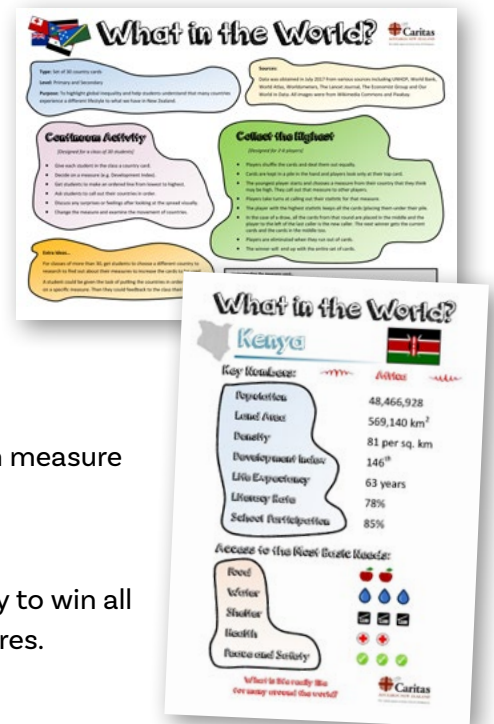 What in the World?
Caritas
Type: Set of 30 country cards
Level: Primary and Secondary
Purpose: To highlight global inequality and help students understand that many countries
experience a different lifestyle to what we have in New Zealand.
Sources:
Data was obtained in July 2017 from various sources including UNHDP, World Bank,
World Atlas, Worldometers, The Lancet Journal, The Economist Group and Our
World in Data. All images were from Wikimedia Commons and Pixabay.
Continuum Activity
[Designed for a class of 30 students]
• Give each student in the class a country card.
• Decide on a measure (e.g. Development Index).
• Get students to make an ordered line from lowest to highest.
• Ask students to call out their countries in order.
• Discuss any surprises or feelings after looking at the spread visually.
• Change the measure and examine the movement of countries.
Collect the Highest
[Designed for 2-6 players]
• Players shuffle the cards and deal them out equally.
• Cards are kept in a pile in the hand and players look only at their top card.
• The youngest player starts and chooses a measure from their country that they think
may be high. They call out that measure to other players.
• Players take turns at calling out their statistic for that measure.
• The player with the highest statistic keeps all the cards (placing them under their pile.
• In the case of a draw, all the cards from that round are placed in the middle and the
player to the left of the last caller is the new caller. The next winner gets the current
cards and the cards in the middle too.
• Players are eliminated when they run out of cards.
• The winner will end up with the entire set of cards.
Extra Ideas...
For classes of more than 30, get students to choose a different country to
research to find out about their measures to increase the cards to
A student could be given the task of putting the countries in order
on a specific measure. Then they could feedback to the class their
What in the World?
Kenya
Key Numbers:
Africa
Population 48,466,928
Land Area 569,140 km²
Density 81 per sq. km
Development Index 146th
Life Expectancy 63 years
Literacy Rate 78%
School Participation 85%
Access to the Most Basic Needs:
Food
Water
Shelter
Health
Peace and Safety
What is life really like
for many around the world?
Caritas
measure
y to win all
res.